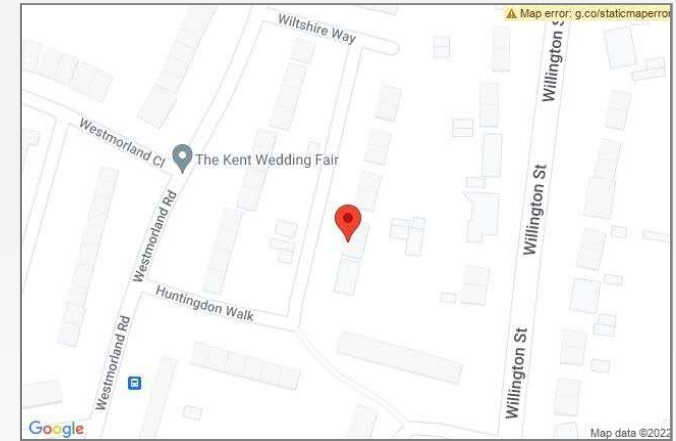 Map error: g.co/staticmaperror
Wiltshire Way
Willington S
Westmorland Cl
The Kent Wedding Fair
Willington St
Westmorland Rd
Huntingdon Walk
Westmorland Rd
Willington St
Google
Map data ©2022